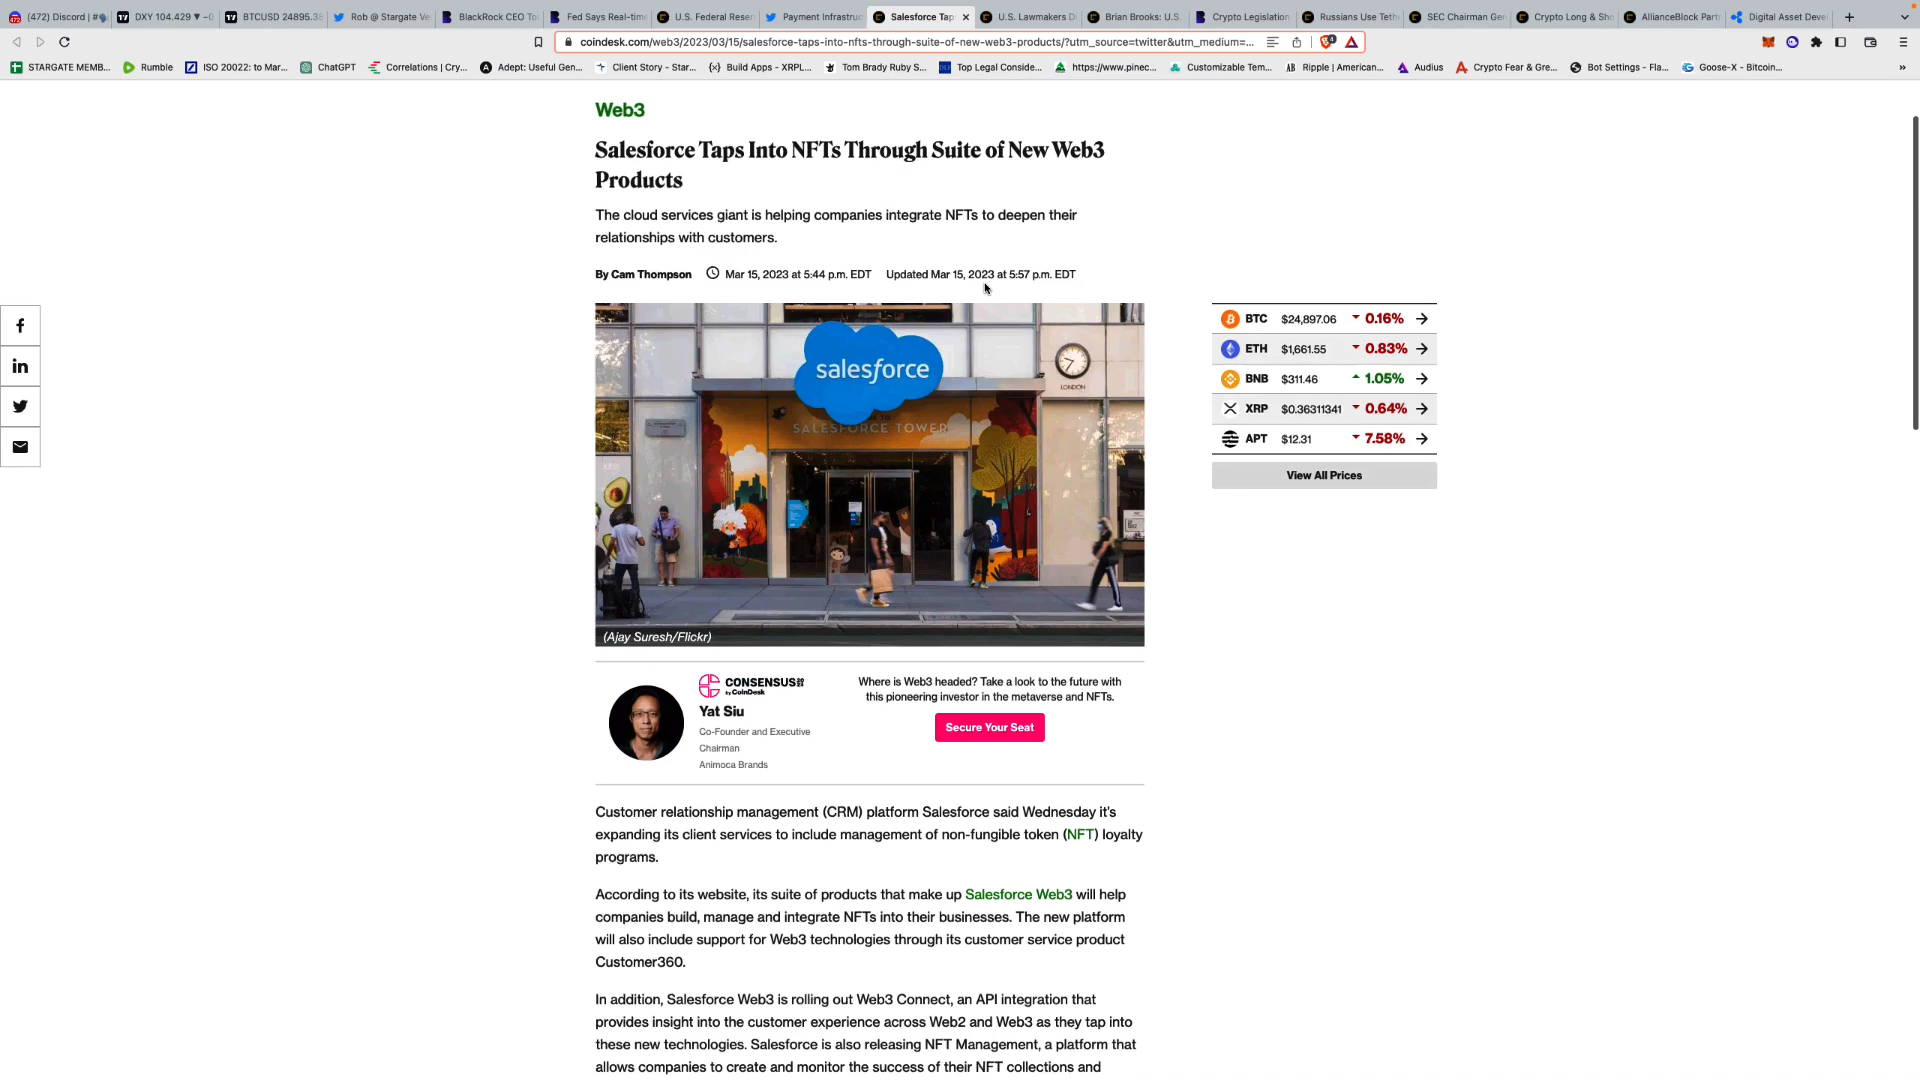 (472) Discord | #
DXY 104.429 ▼ −0
BTCUSD 24895.38
Rob @ Stargate Ve
BlackRock CEO To
Fed Says Real-time
U.S. Federal Reser
Payment Infrastruc
Salesforce Tap
U.S. Lawmakers D
Brian Brooks: U.S.
Crypto Legislation
Russians Use Teth
SEC Chairman Gen
Crypto Long & Sho
AllianceBlock Part
Digital Asset Deve
coindesk.com/web3/2023/03/15/salesforce-taps-into-nfts-through-suite-of-new-web3-products/?utm_source=twitter&utm_medium=...
STARGATE MEMB...
Rumble
ISO 20022: to Mar...
ChatGPT
Correlations | Cry...
Adept: Useful Gen...
Client Story - Star...
Build Apps - XRPL...
Tom Brady Ruby S...
Top Legal Conside...
https://www.pinec...
Customizable Tem...
Ripple | American...
Audius
Crypto Fear & Gre...
Bot Settings - Fla...
Goose-X - Bitcoin...
Web3
Salesforce Taps Into NFTs Through Suite of New Web3
Products
The cloud services giant is helping companies integrate NFTs to deepen their
relationships with customers.
By Cam Thompson Mar 15, 2023 at 5:44 p.m. EDT Updated Mar 15, 2023 at 5:57 p.m. EDT
salesforce
LONDON
SALESFORCE TOWER
(Ajay Suresh/Flickr)
BTC $24,897.06 0.16%
ETH $1,661.55 0.83%
BNB $311.46 1.05%
XRP $0.36311341 0.64%
APT $12.31 7.58%
View All Prices
CONSENSUS
by CoinDesk
Yat Siu
Co-Founder and Executive
Chairman
Animoca Brands
Where is Web3 headed? Take a look to the future with
this pioneering investor in the metaverse and NFTs.
Secure Your Seat
Customer relationship management (CRM) platform Salesforce said Wednesday it's
expanding its client services to include management of non-fungible token (NFT) loyalty
programs.
According to its website, its suite of products that make up Salesforce Web3 will help
companies build, manage and integrate NFTs into their businesses. The new platform
will also include support for Web3 technologies through its customer service product
Customer360.
In addition, Salesforce Web3 is rolling out Web3 Connect, an API integration that
provides insight into the customer experience across Web2 and Web3 as they tap into
these new technologies. Salesforce is also releasing NFT Management, a platform that
allows companies to create and monitor the success of their NFT collections and